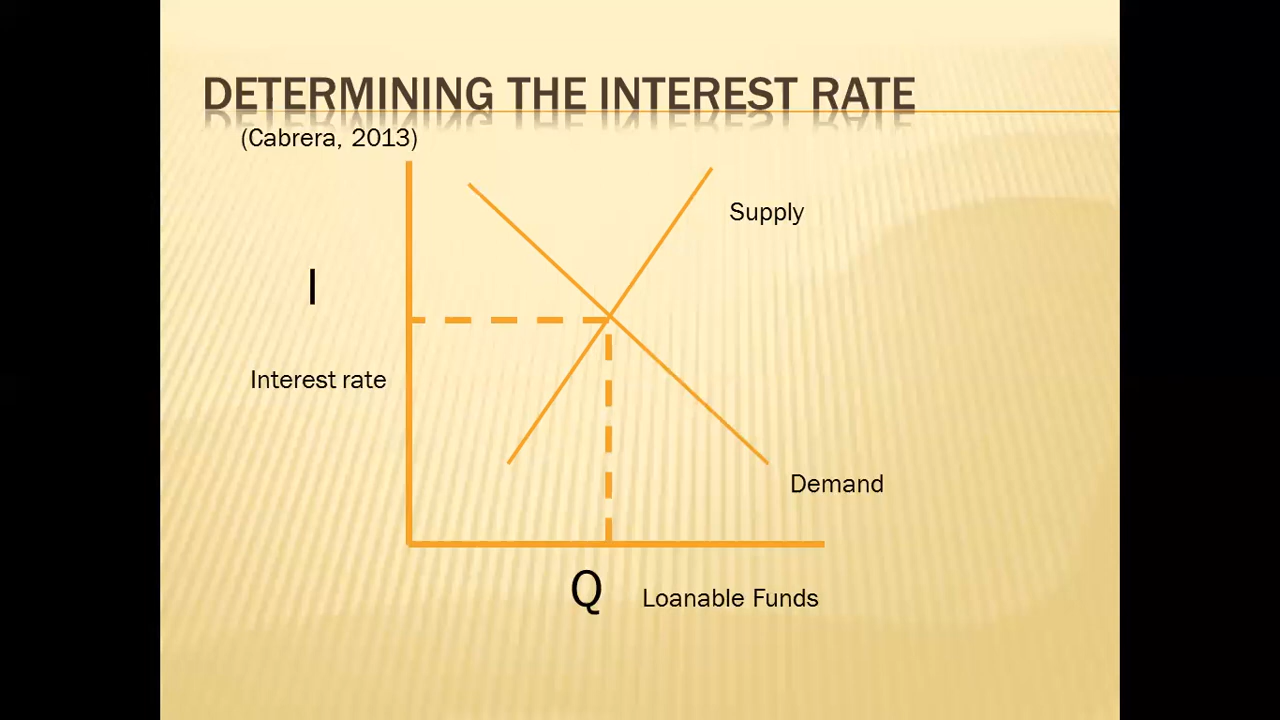 DETERMINING THE INTEREST RATE
(Cabrera, 2013)
Supply
I
Interest rate
Demand
Q
Loanable Funds